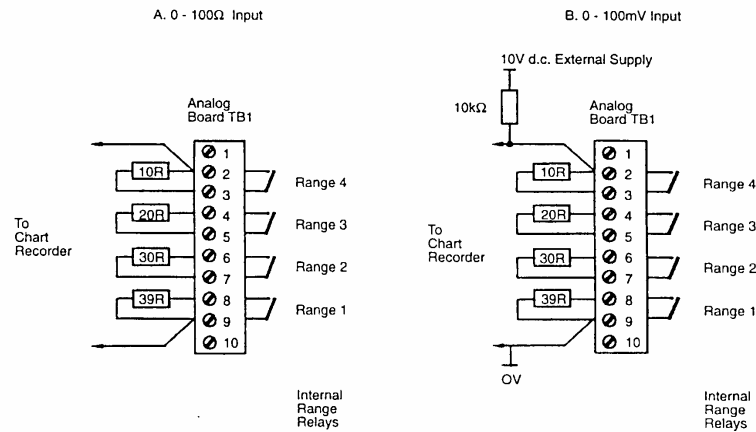 A. 0 - 100Ω Input
Analog
Board TB1
1
10R
2
3
Range 4
20R
4
5
Range 3
To
Chart
Recorder
30R
6
7
Range 2
39R
8
9
Range 1
10
Internal
Range
Relays
B. 0 - 100mV Input
10V d.c. External Supply
10kΩ
Analog
Board TB1
1
10R
2
3
Range 4
20R
4
5
Range 3
To
Chart
Recorder
30R
6
7
Range 2
39R
8
9
Range 1
10
OV
Internal
Range
Relays